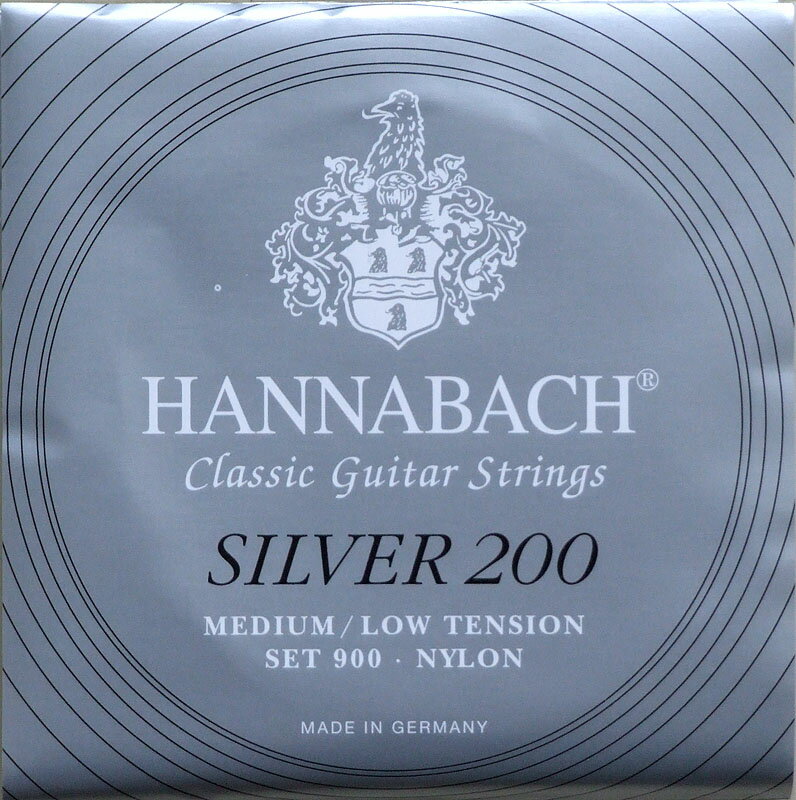 HANNABACH®
Classic Guitar Strings
SILVER 200
MEDIUM / LOW TENSION
SET 900 · NYLON
MADE IN GERMANY